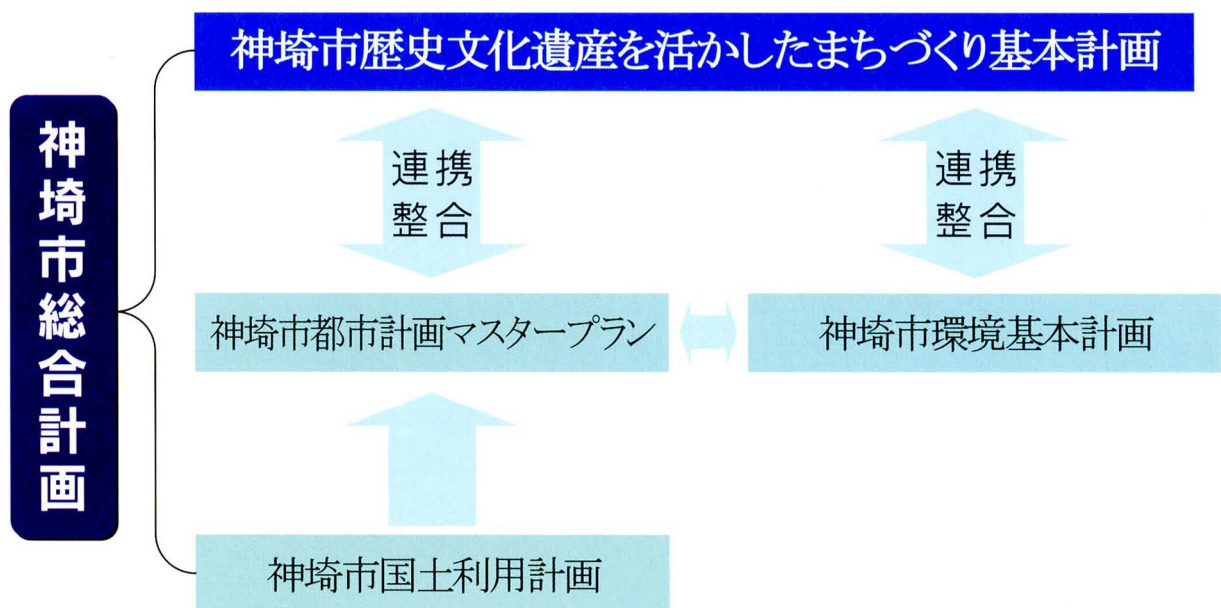 神埼市総合計画
神埼市歴史文化遺産を活かしたまちづくり基本計画
連携
整合
連携
整合
神埼市都市計画マスタープラン
神埼市環境基本計画
神埼市国土利用計画